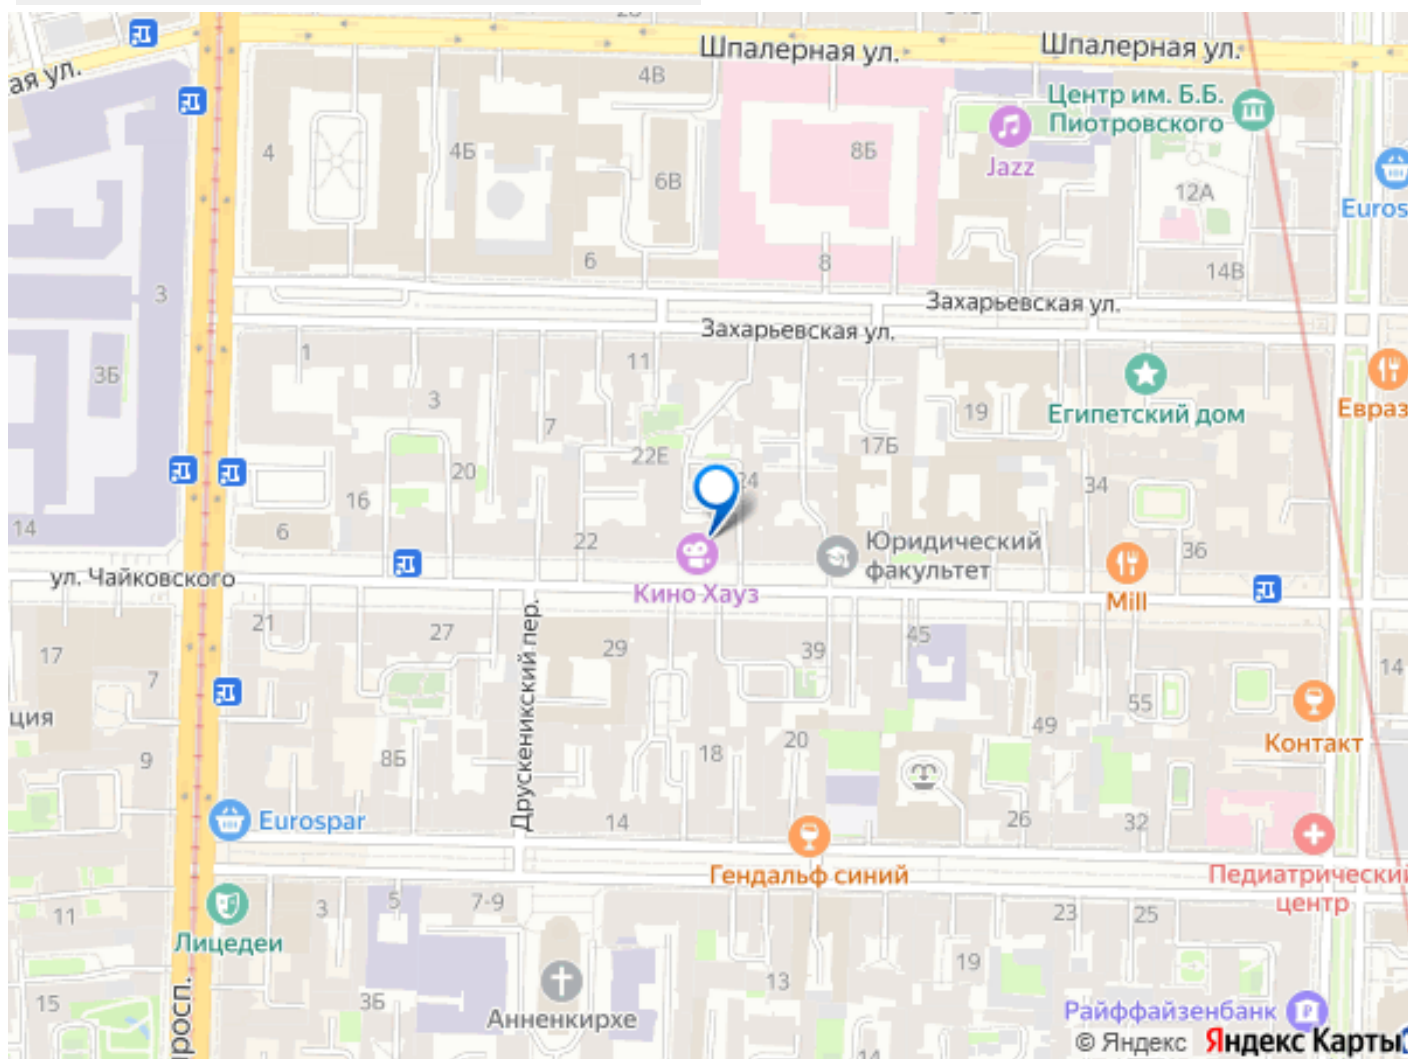 Шпалерная ул.
Шпалерная ул.
ая ул.
4В
Центр им. Б.Б.
Пиотровского
4
4Б
8Б
6В
Jazz
12А
Euros
6
8
14В
3
Захарьевская ул.
Захарьевская ул.
1
11
3Б
3
19
Египетский дом
Евраз
7
17Б
22Е
20
24
34
16
14
6
22
Юридический
факультет
36
ул. Чайковского
Кино Хауз
Mill
21
27
29
39
45
17
7
14
Друскеникский пер.
55
ция
49
Контакт
9
8Б
18
20
Eurospar
14
26
32
Гендальф синий
Педиатрический
центр
11
3
5
7-9
23
25
Лицедеи
13
19
15
3Б
просп.
Анненкирхе
Райффайзенбанк
© Яндекс Яндекс Карты